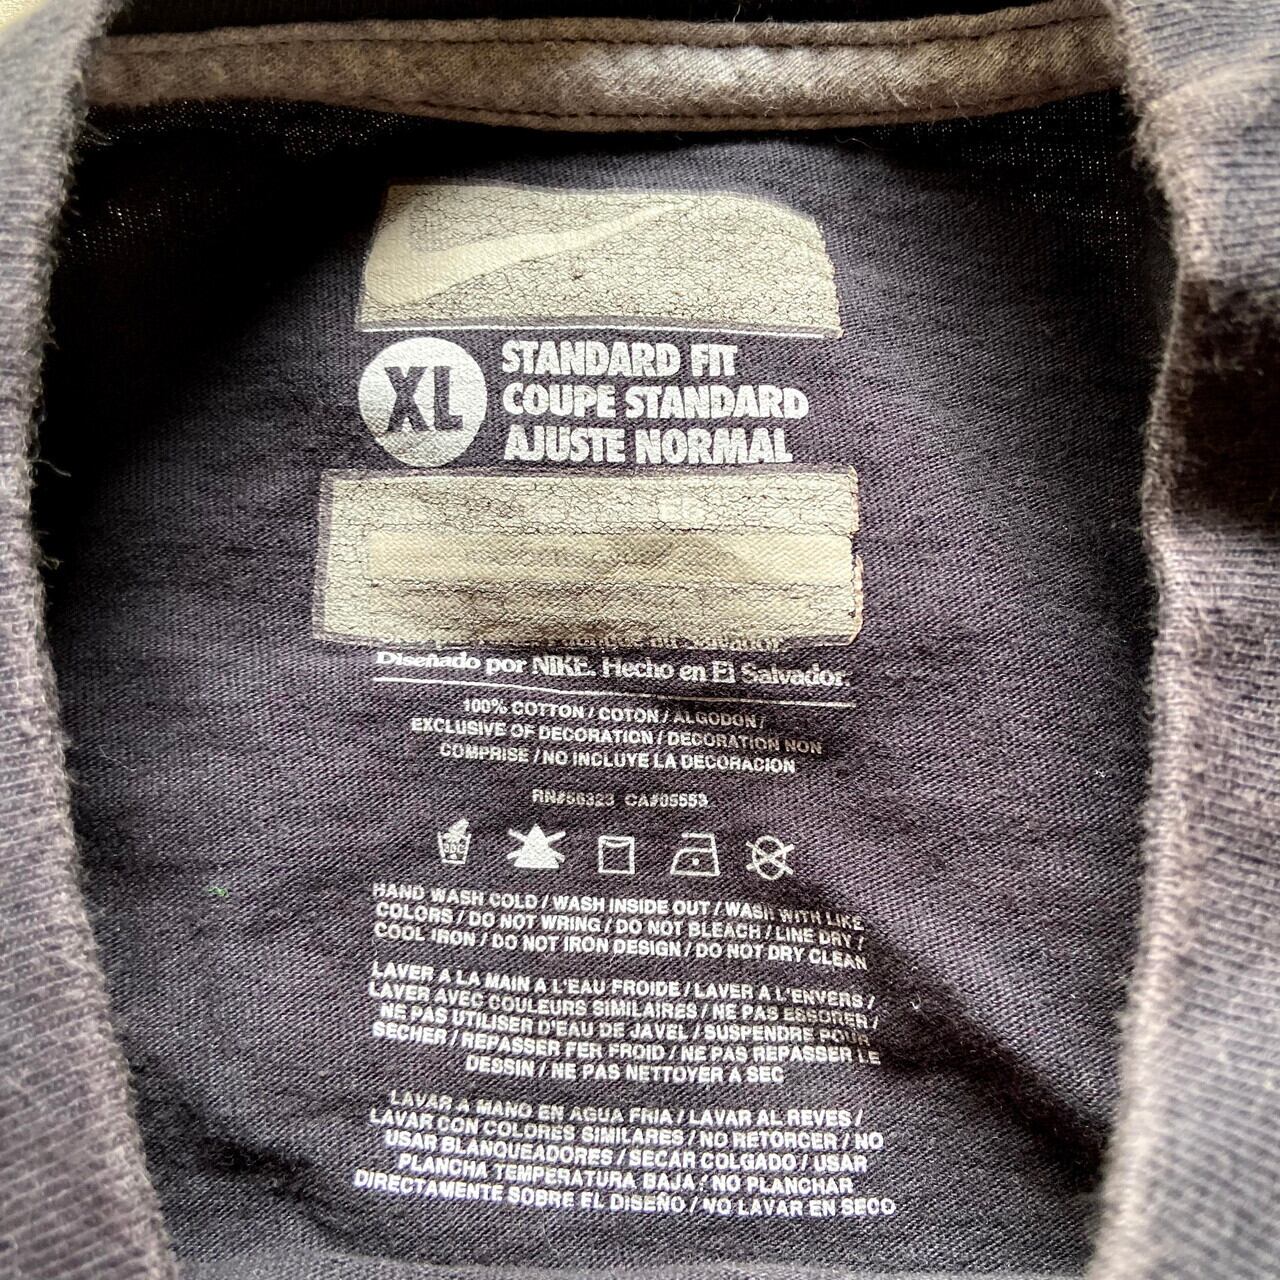 XL
STANDARD FIT
COUPE STANDARD
AJUSTE NORMAL
Salvador.
Diseñado por NIKE. Hecho en El Salvador.
100% COTTON / COTON / ALGODON /
EXCLUSIVE OF DECORATION / DECORATION NON
COMPRISE / NO INCLUYE LA DECORACION
RN#56323 CA#05553
HAND WASH COLD / WASH INSIDE OUT / WASH WITH LIKE
COLORS / DO NOT WRING / DO NOT BLEACH / LINE DRY /
COOL IRON / DO NOT IRON DESIGN / DO NOT DRY CLEAN
LAVER A LA MAIN A L'EAU FROIDE / LAVER A L'ENVERS /
LAVER AVEC COULEURS SIMILAIRES / NE PAS ESSORER /
NE PAS UTILISER D'EAU DE JAVEL / SUSPENDRE POUR
SECHER / REPASSER FER FROID / NE PAS REPASSER LE
DESSIN / NE PAS NETTOYER A SEC
LAVAR A MANO EN AGUA FRIA / LAVAR AL REVES /
LAVAR CON COLORES SIMILARES / NO RETORCER / NO
USAR BLANQUEADORES / SECAR COLGADO / USAR
PLANCHA TEMPERATURA BAJA / NO PLANCHAR
DIRECTAMENTE SOBRE EL DISEÑO / NO LAVAR EN SECO